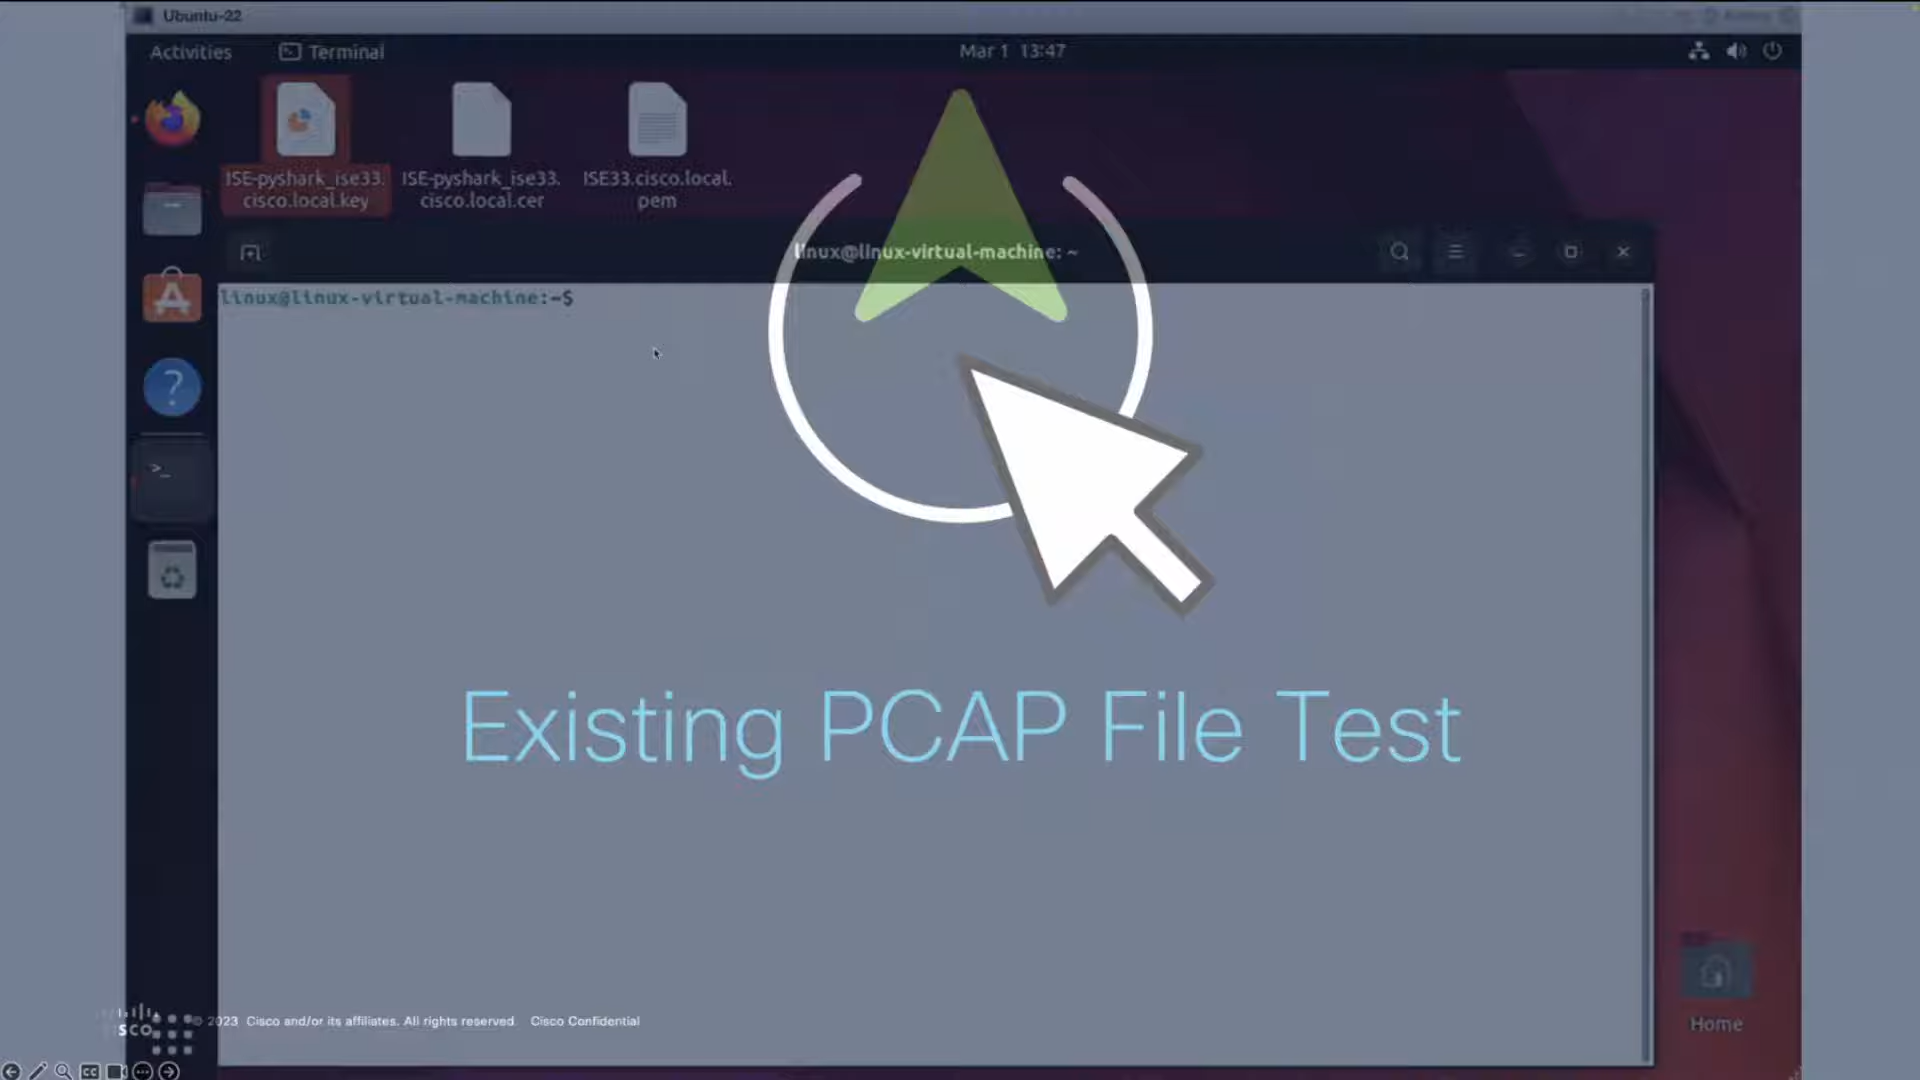 Ubuntu-22
Activities
Terminal
Mar 1 13:47
ISE-pyshark_ise33.
cisco.local.key
ISE-pyshark_ise33.
cisco.local.cer
ISE33.cisco.local.
pem
linux@linux-virtual-machine: ~
linux@linux-virtual-machine:~$
Existing PCAP File Test
Home
© 2023 Cisco and/or its affiliates. All rights reserved. Cisco Confidential
CC